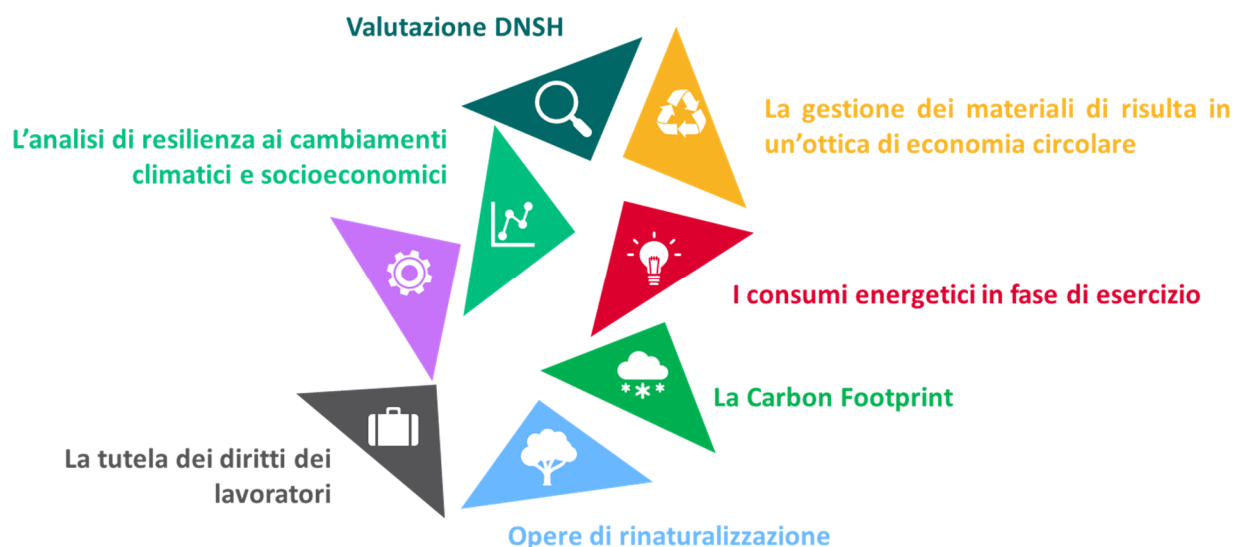 Valutazione DNSH
La gestione dei materiali di risulta in
un'ottica di economia circolare
L'analisi di resilienza ai cambiamenti
climatici e socioeconomici
I consumi energetici in fase di esercizio
La Carbon Footprint
La tutela dei diritti dei
lavoratori
Opere di rinaturalizzazione